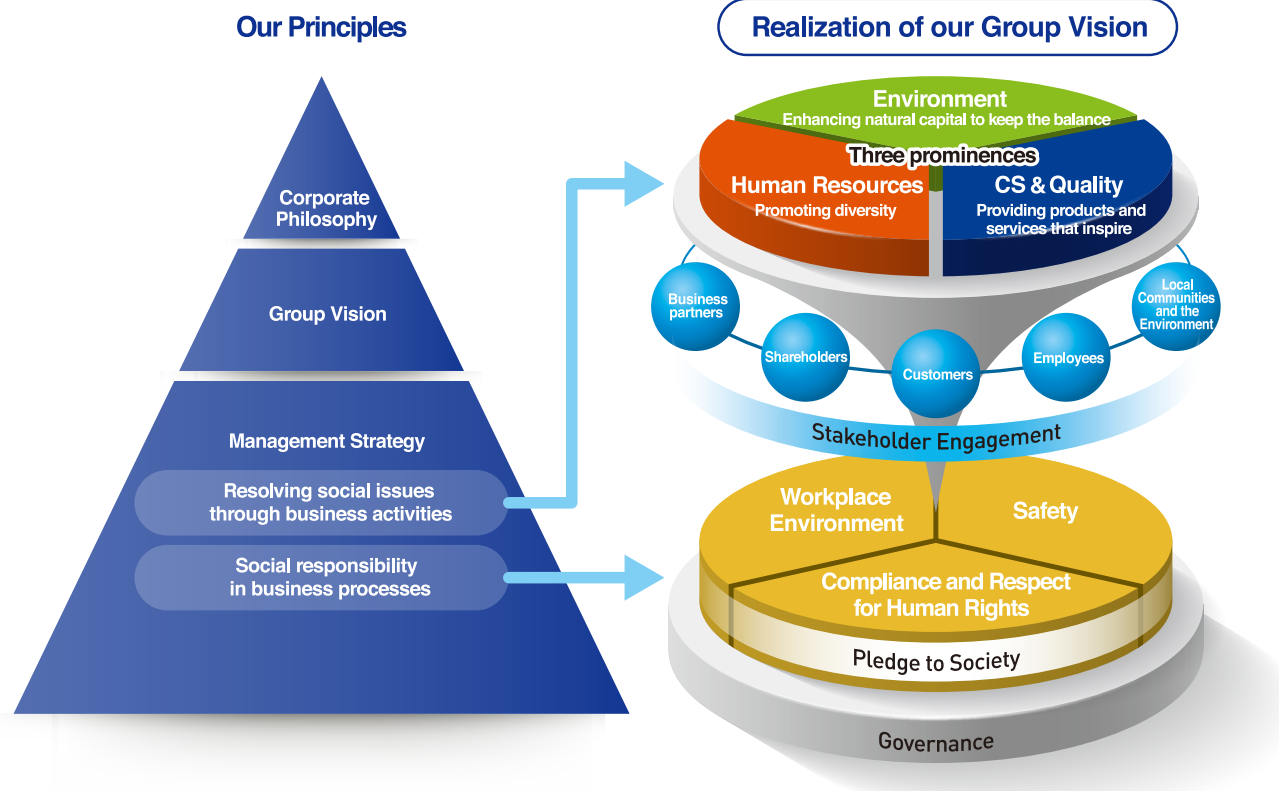 Our Principles
Corporate
Philosophy
Group Vision
Management Strategy
Resolving social issues
through business activities
Social responsibility
in business processes
Realization of our Group Vision
Environment
Enhancing natural capital to keep the balance
Three prominences
Human Resources
Promoting diversity
CS & Quality
Providing products and
services that inspire
Business
partners
Shareholders
Customers
Employees
Local
Communities
and the
Environment
Stakeholder Engagement
Workplace
Environment
Safety
Compliance and Respect
for Human Rights
Pledge to Society
Governance